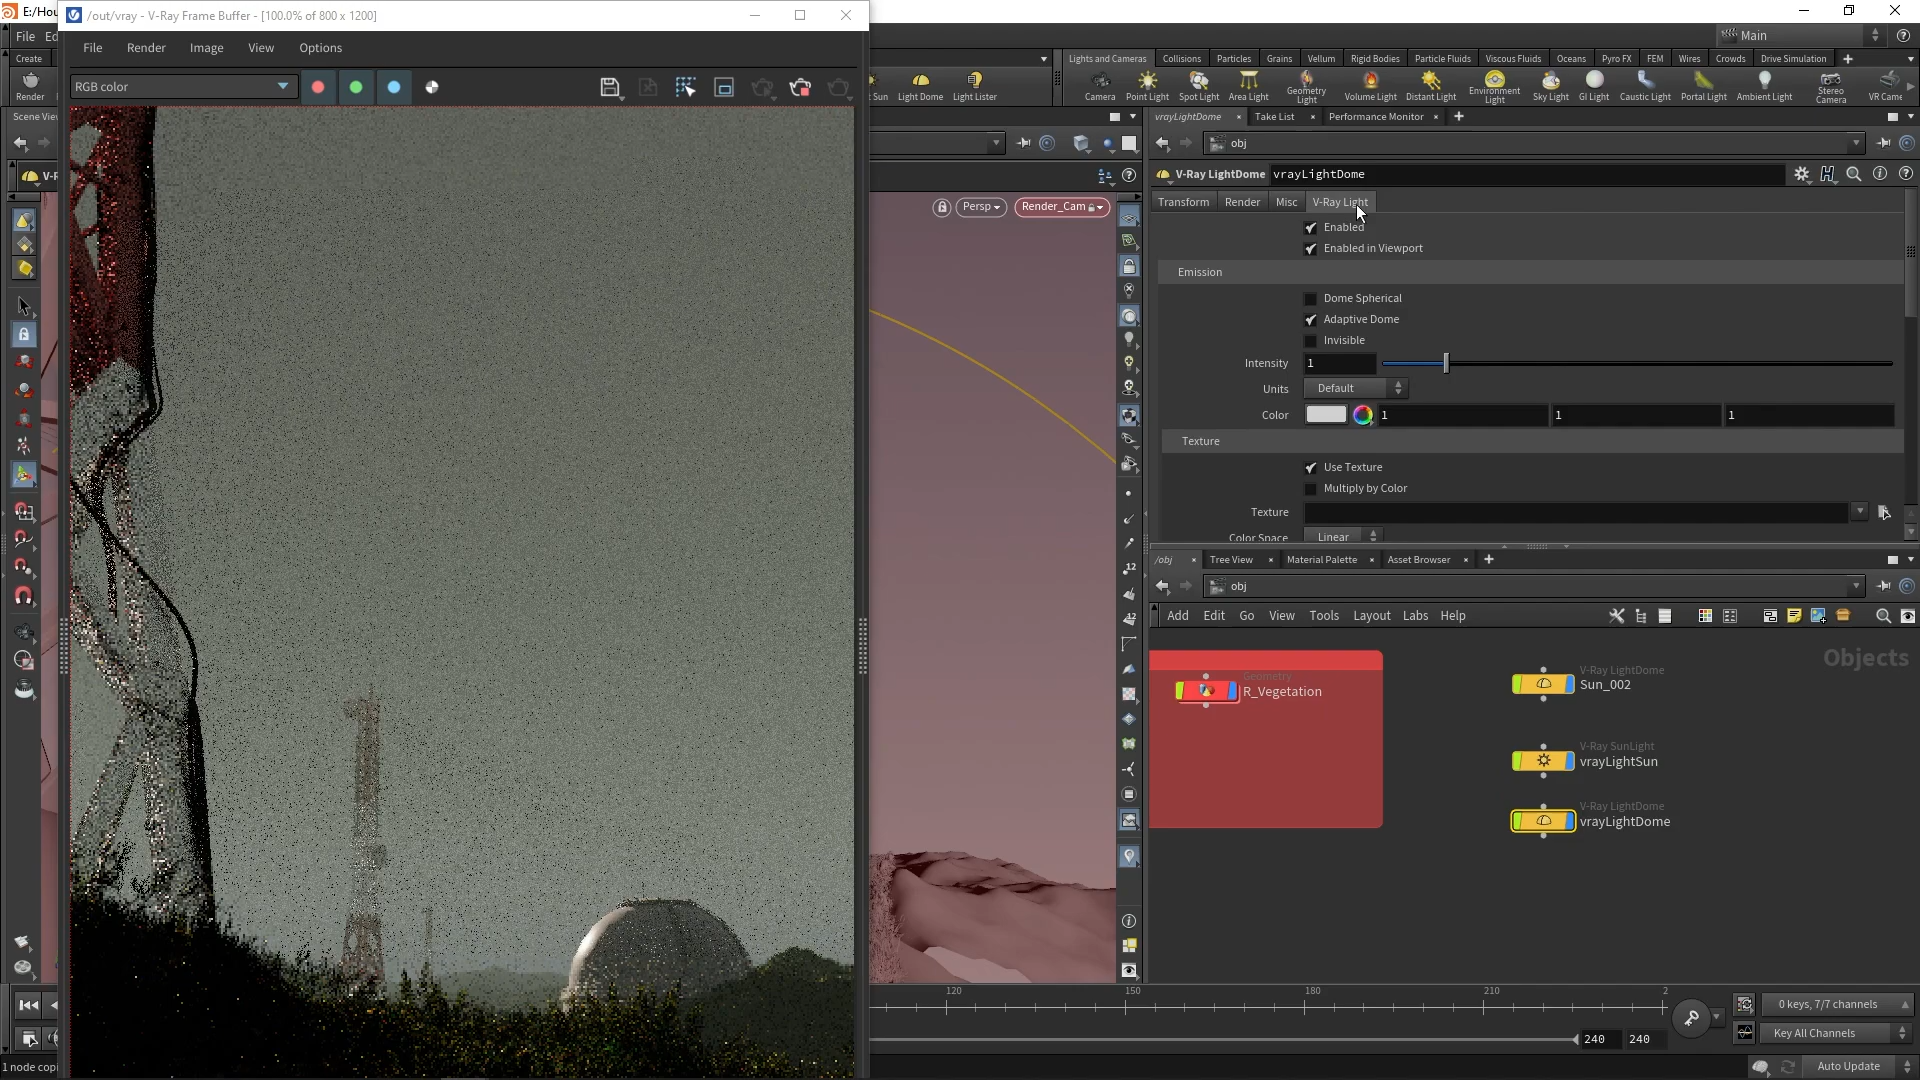 E:/Hou
/out/vray - V-Ray Frame Buffer - [100.0% of 800 x 1200]
File Ed
File Render Image View Options
Main
Create
Lights and Cameras Collisions Particles Grains Vellum Rigid Bodies Particle Fluids Viscous Fluids Oceans Pyro FX FEM Wires Crowds Drive Simulation
RGB color
Render
t Sun Light Dome Light Lister
Camera Point Light Spot Light Area Light Geometry Light Volume Light Distant Light Environment Light Sky Light GI Light Caustic Light Portal Light Ambient Light Stereo Camera VR Came
Scene Viev
vrayLightDome Take List Performance Monitor
obj
V-R
V-Ray LightDome vrayLightDome
Transform Render Misc V-Ray Light
Persp Render_Cam
Enabled
Enabled in Viewport
Emission
Dome Spherical
Adaptive Dome
Invisible
Intensity 1
Units Default
Color 1 1 1
Texture
Use Texture
Multiply by Color
Texture
Color Space Linear
/obj Tree View Material Palette Asset Browser
obj
Add Edit Go View Tools Layout Labs Help
Objects
Geometry
R_Vegetation
V-Ray LightDome
Sun_002
V-Ray SunLight
vrayLightSun
V-Ray LightDome
vrayLightDome
12
12
120 150 180 210 2
0 keys, 7/7 channels
240 240
Key All Channels
1 node copi
Auto Update